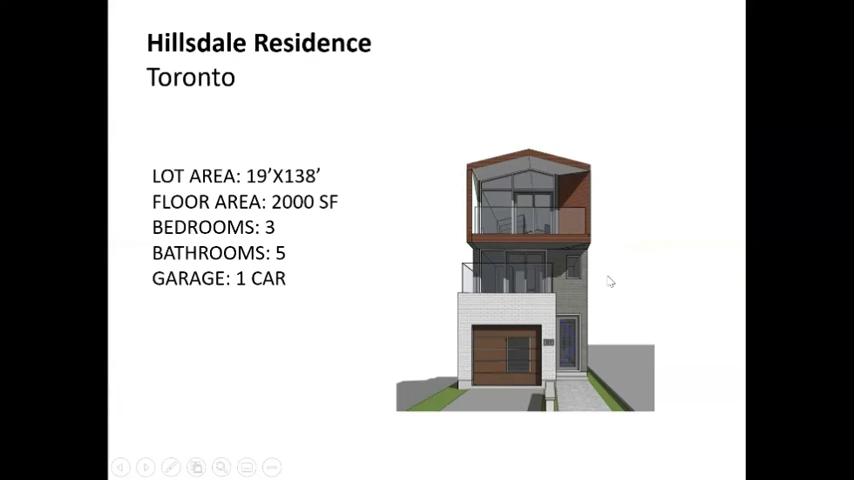 Hillsdale Residence
Toronto
LOT AREA: 19’X138’
FLOOR AREA: 2000 SF
BEDROOMS: 3
BATHROOMS: 5
GARAGE: 1 CAR